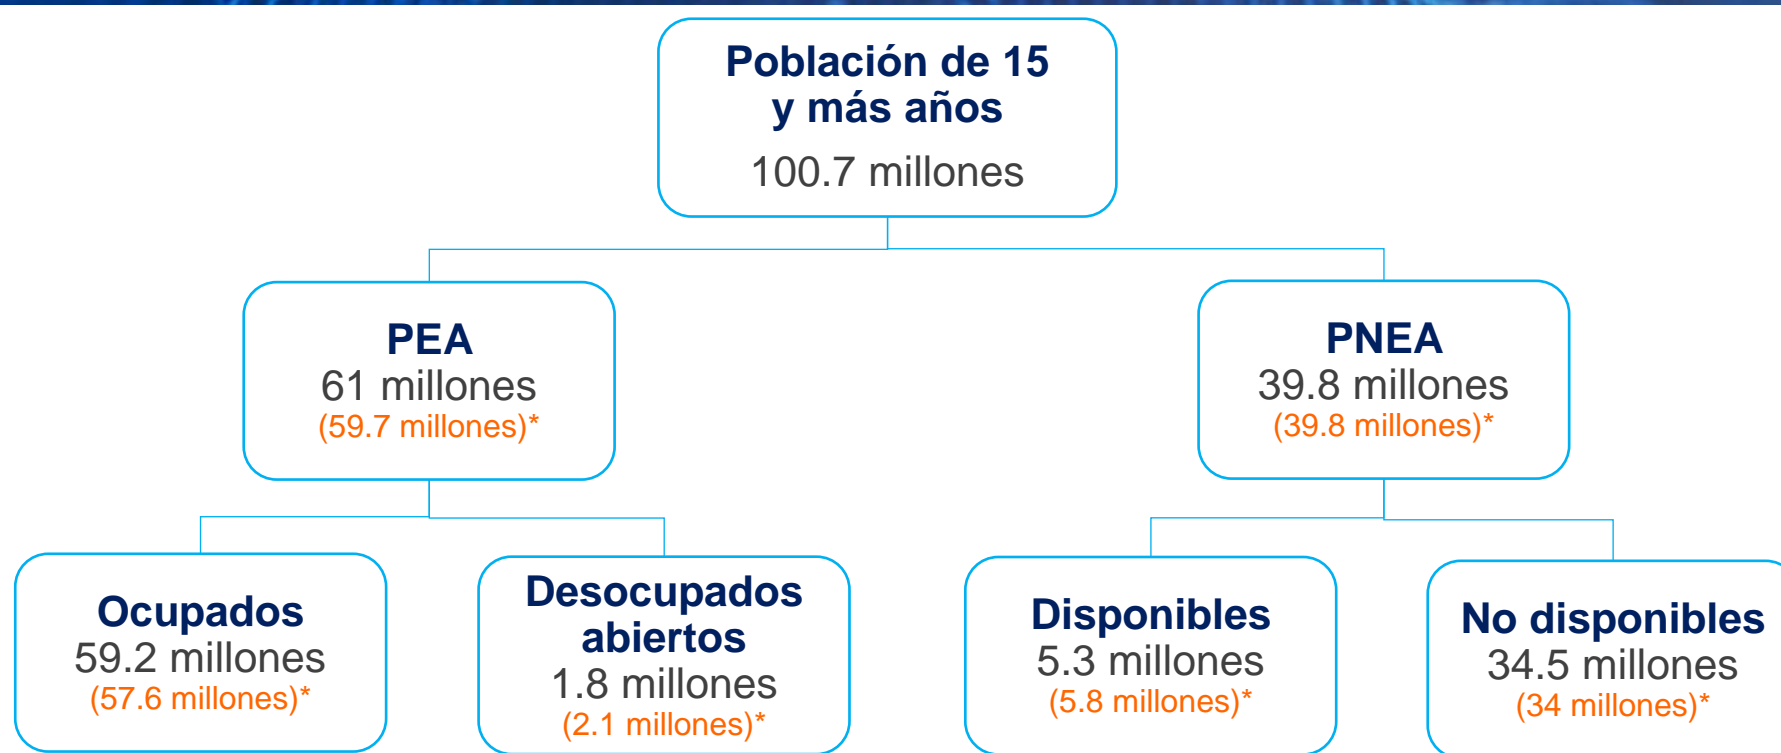 Población de 15
y más años
100.7 millones
PEA
61 millones
(59.7 millones)*
PNEA
39.8 millones
(39.8 millones)*
Ocupados
59.2 millones
(57.6 millones)*
Desocupados
abiertos
1.8 millones
(2.1 millones)*
Disponibles
5.3 millones
(5.8 millones)*
No disponibles
34.5 millones
(34 millones)*